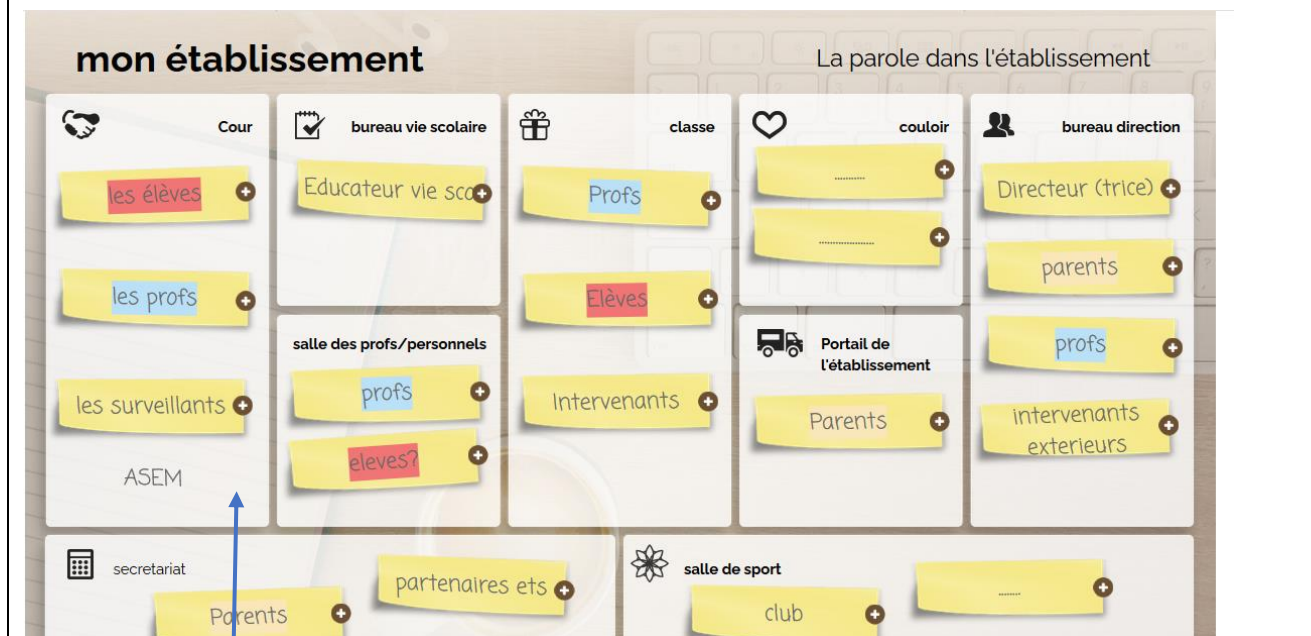 mon établissement
La parole dans l'établissement
Cour
les élèves
les profs
les surveillants
ASEM
bureau vie scolaire
Educateur vie sco
salle des profs/personnels
profs
eleves?
classe
Profs
Elèves
Intervenants
couloir
...........
...................
Portail de
l'établissement
Parents
bureau direction
Directeur (trice)
parents
profs
intervenants
exterieurs
secretariat
Parents
partenaires ets
salle de sport
club
........